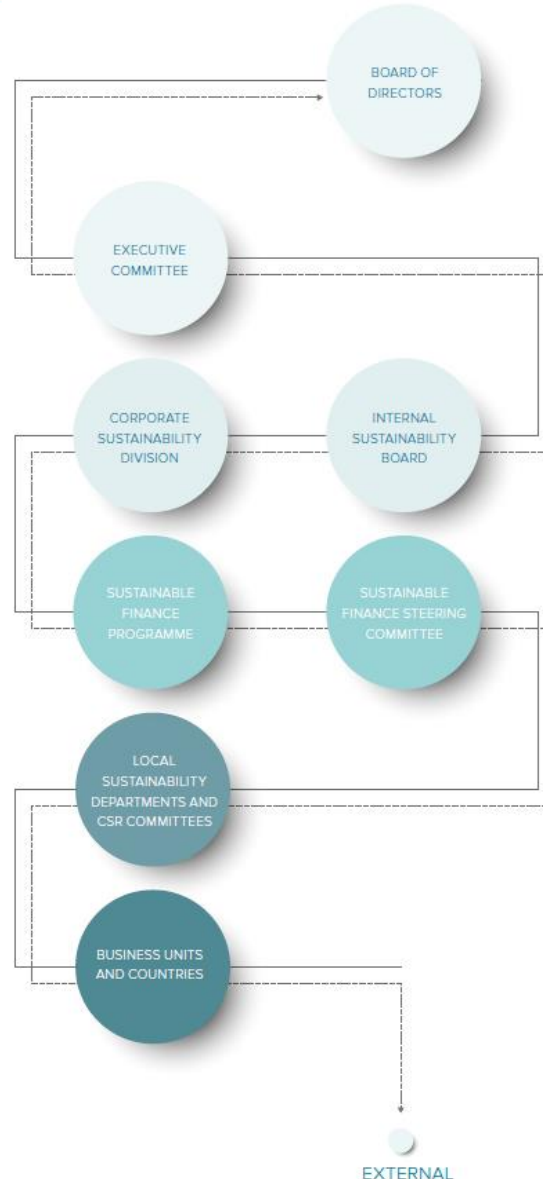 BOARD OF
DIRECTORS
EXECUTIVE
COMMITTEE
CORPORATE
SUSTAINABILITY
DIVISION
INTERNAL
SUSTAINABILITY
BOARD
SUSTAINABLE
FINANCE
PROGRAMME
SUSTAINABLE
FINANCE STEERING
COMMITTEE
LOCAL
SUSTAINABILITY
DEPARTMENTS AND
CSR COMMITTEES
BUSINESS UNITS
AND COUNTRIES
EXTERNAL